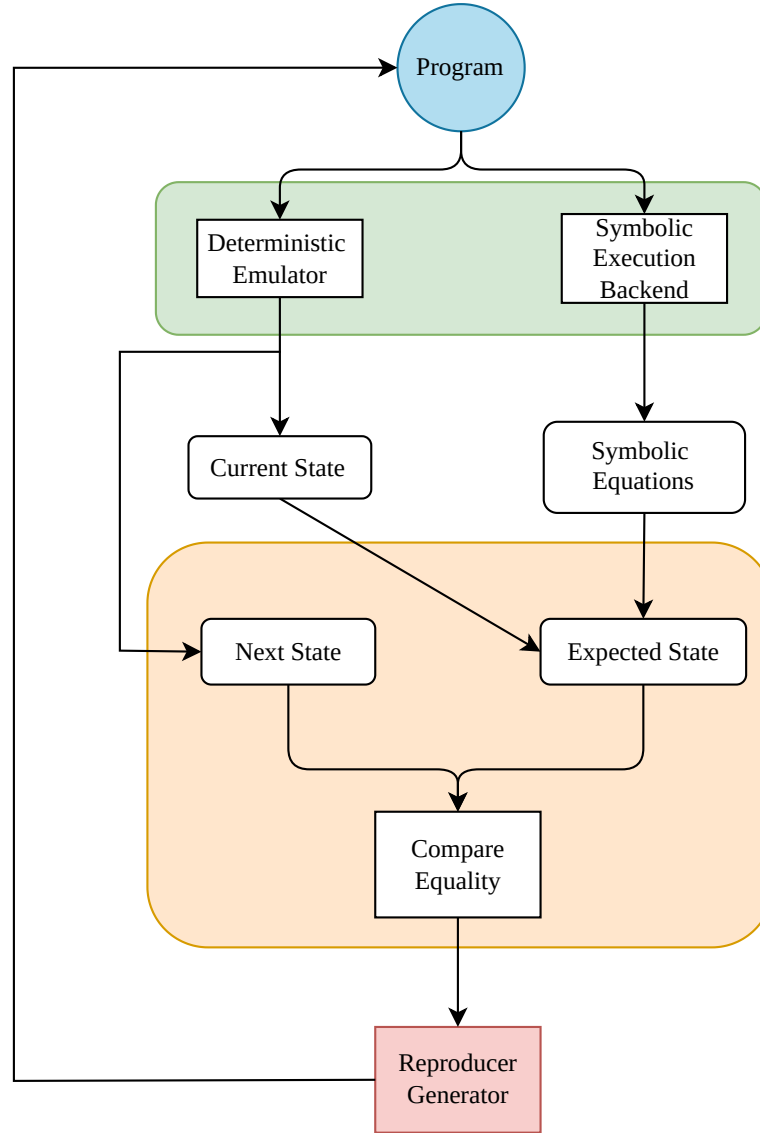 Program
Deterministic
Emulator
Symbolic
Execution
Backend
Current State
Symbolic
Equations
Next State
Expected State
Compare
Equality
Reproducer
Generator